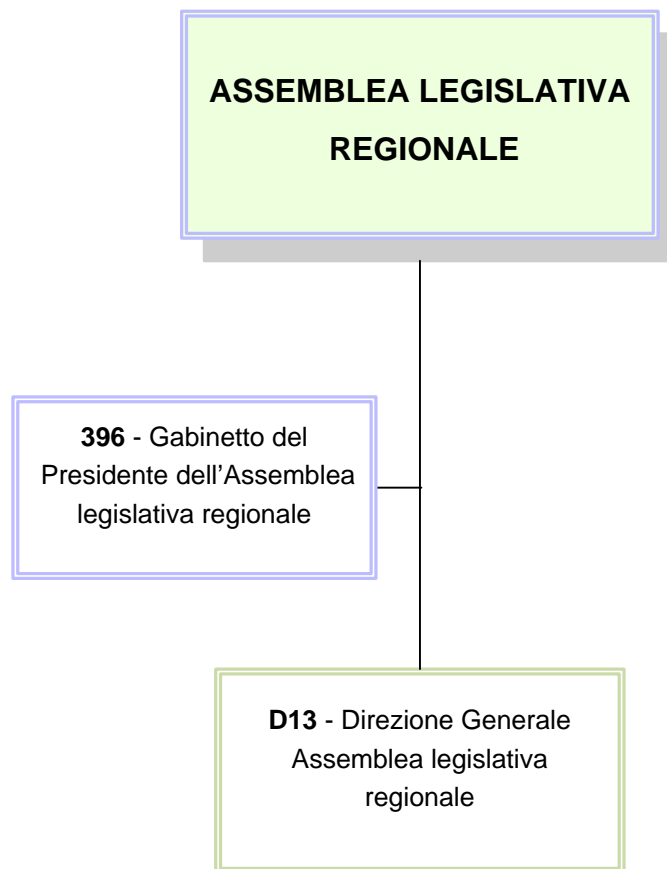 ASSEMBLEA LEGISLATIVA
REGIONALE
396 - Gabinetto del
Presidente dell’Assemblea
legislativa regionale
D13 - Direzione Generale
Assemblea legislativa
regionale